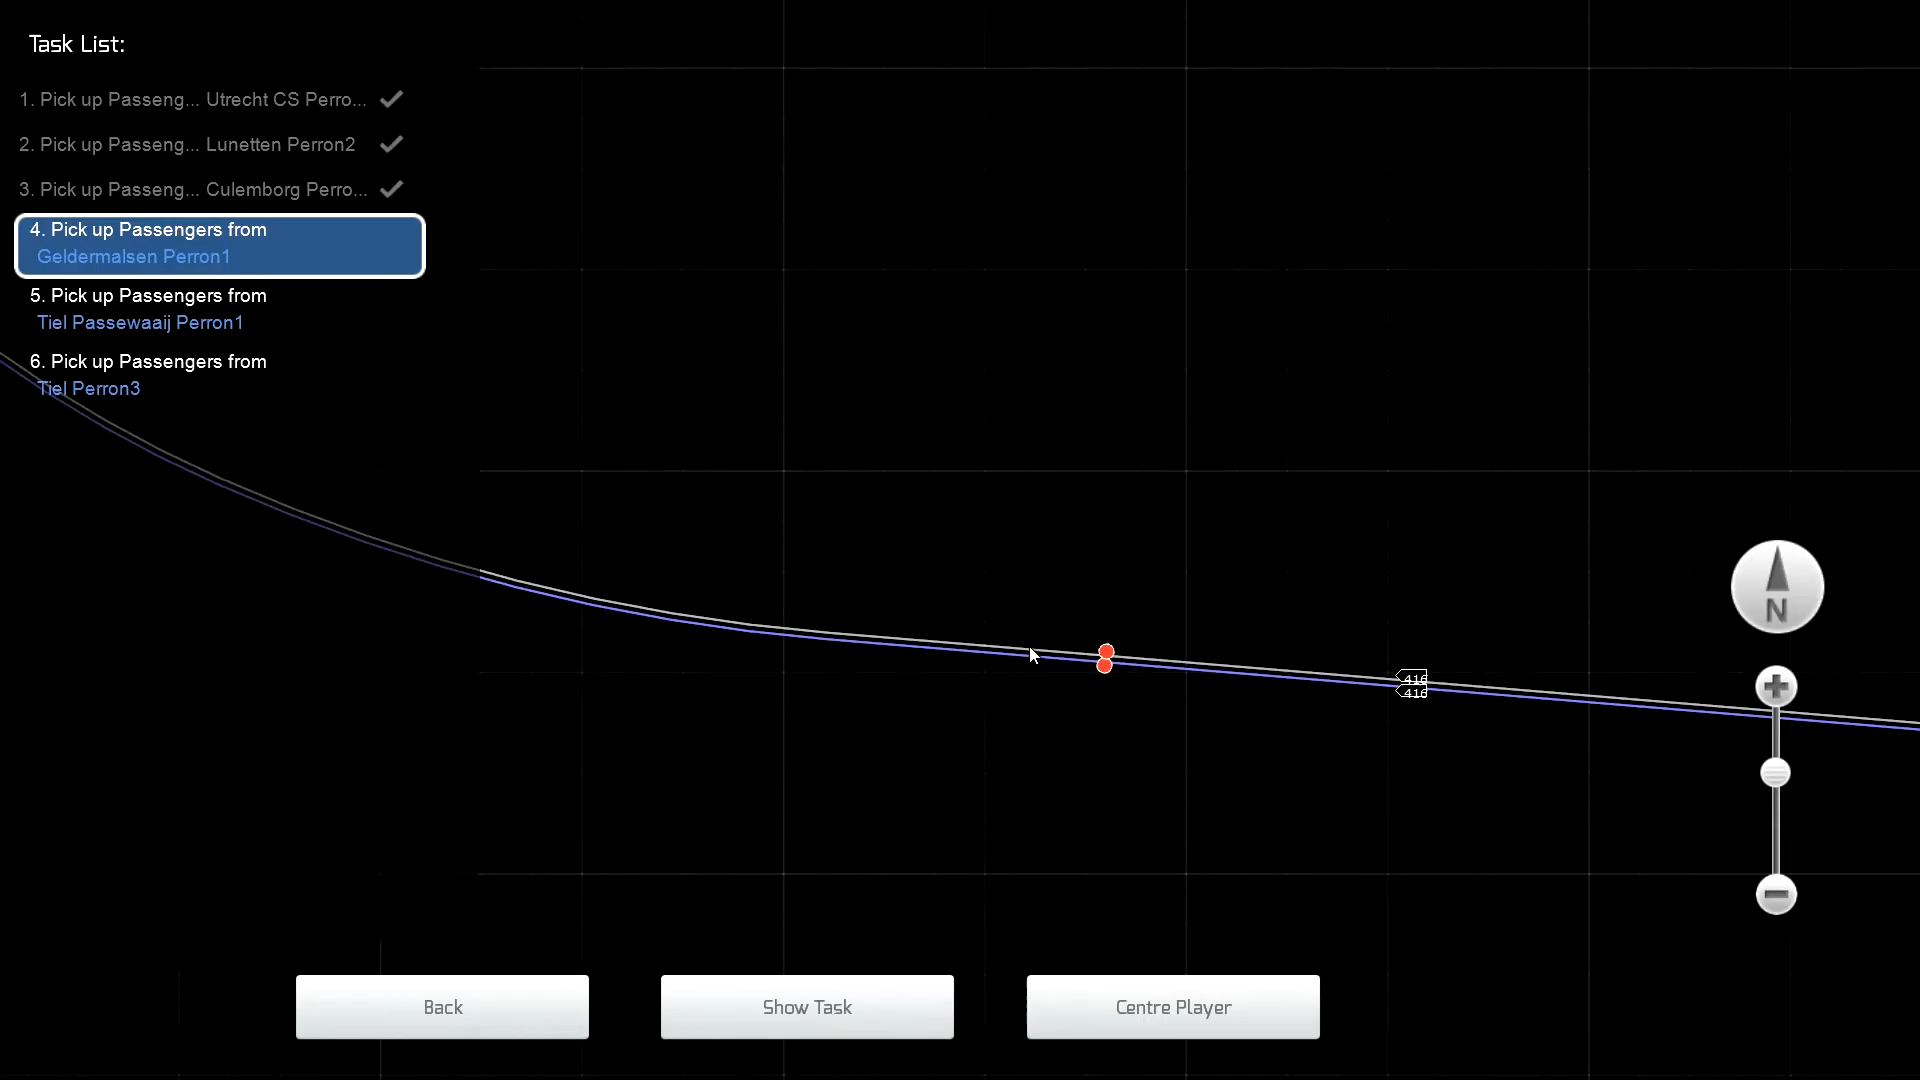 Task List:
1. Pick up Passeng... Utrecht CS Perro...
2. Pick up Passeng... Lunetten Perron2
3. Pick up Passeng... Culemborg Perro...
4. Pick up Passengers from
Geldermalsen Perron1
5. Pick up Passengers from
Tiel Passewaaij Perron1
6. Pick up Passengers from
Tiel Perron3
416
416
N
Back
Show Task
Centre Player